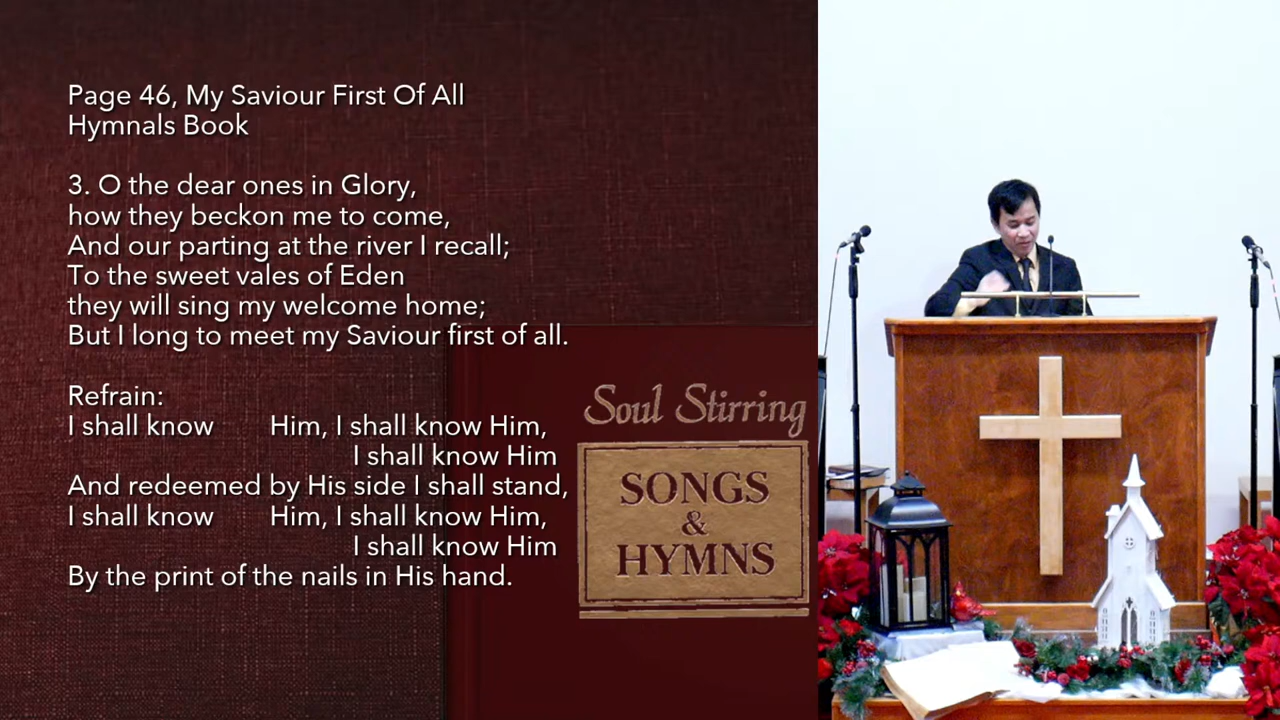 Page 46, My Saviour First Of All
Hymnals Book
3. O the dear ones in Glory,
how they beckon me to come,
And our parting at the river I recall;
To the sweet vales of Eden
they will sing my welcome home;
But I long to meet my Saviour first of all.
Refrain:
I shall know Him, I shall know Him,
I shall know Him
And redeemed by His side I shall stand,
I shall know Him, I shall know Him,
I shall know Him
By the print of the nails in His hand.
Soul Stirring
SONGS
&
HYMNS